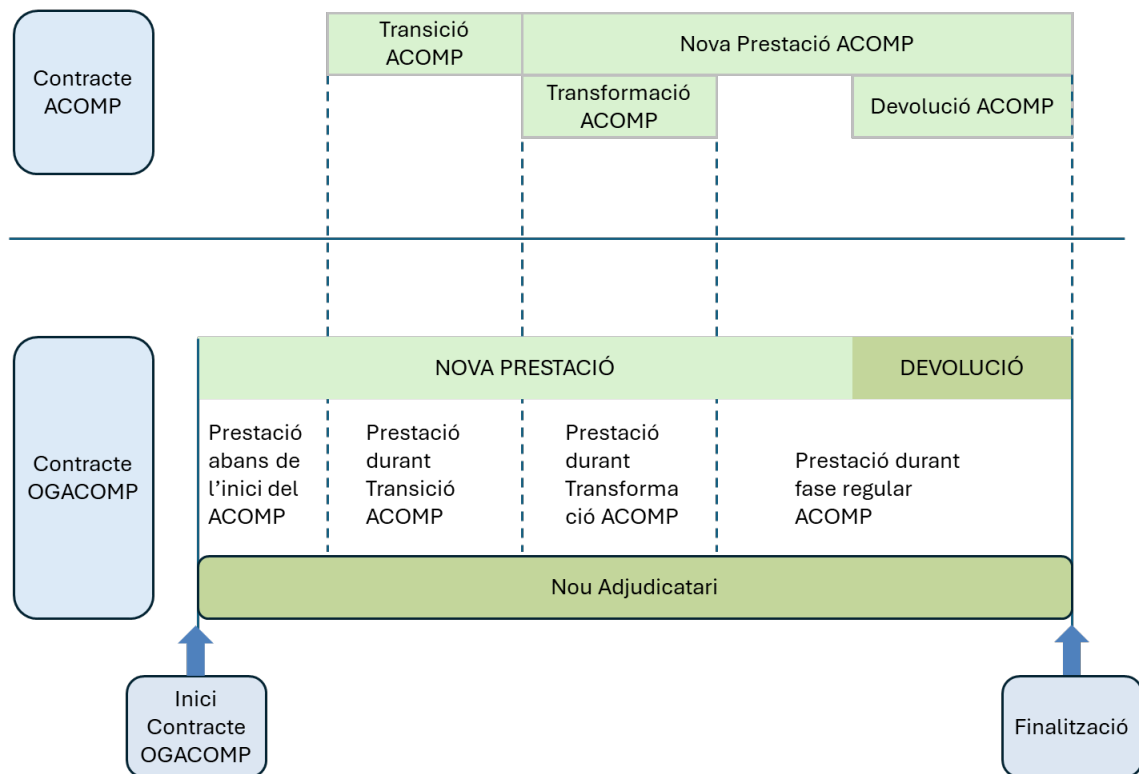 Contracte
ACOMP
Transició
ACOMP
Nova Prestació ACOMP
Transformació
ACOMP
Devolució ACOMP
Contracte
OGACOMP
NOVA PRESTACIÓ
DEVOLUCIÓ
Prestació
abans de
l’inici del
ACOMP
Prestació
durant
Transició
ACOMP
Prestació
durant
Transforma
ció ACOMP
Prestació durant
fase regular
ACOMP
Nou Adjudicatari
Inici
Contracte
OGACOMP
Finalització